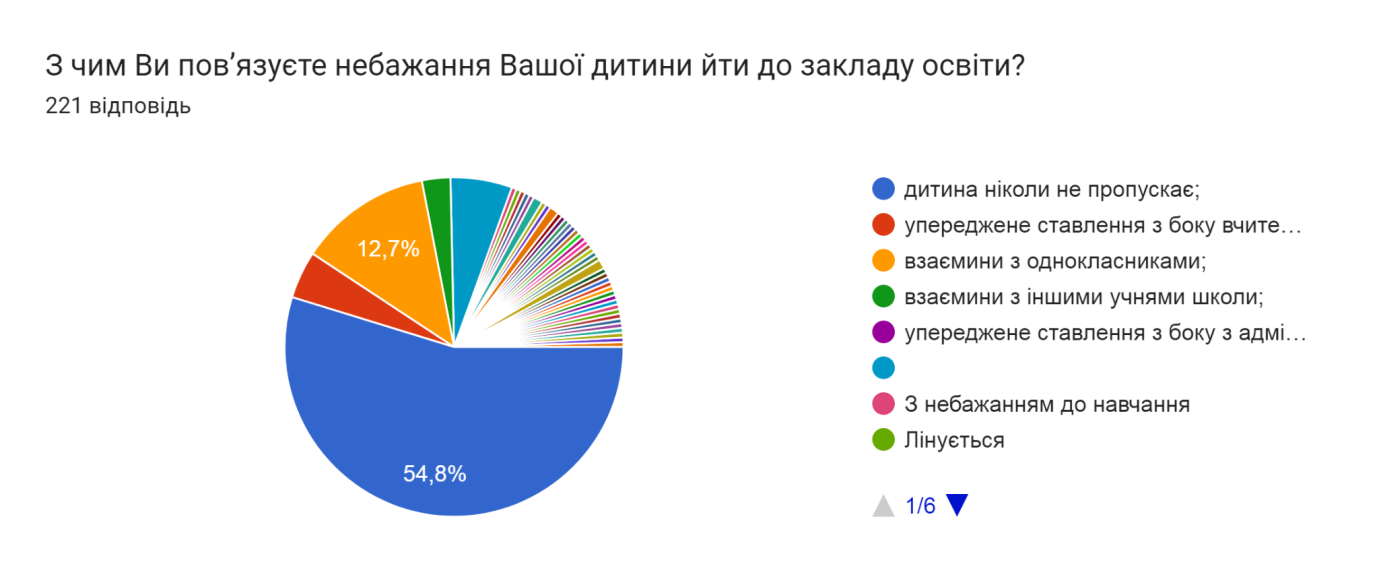 З чим Ви пов’язуєте небажання Вашої дитини йти до закладу освіти?
221 відповідь
12,7%
54,8%
дитина ніколи не пропускає;
упереджене ставлення з боку вчите…
взаємини з однокласниками;
взаємини з іншими учнями школи;
упереджене ставлення з боку з адмі…
З небажанням до навчання
Лінується
1/6